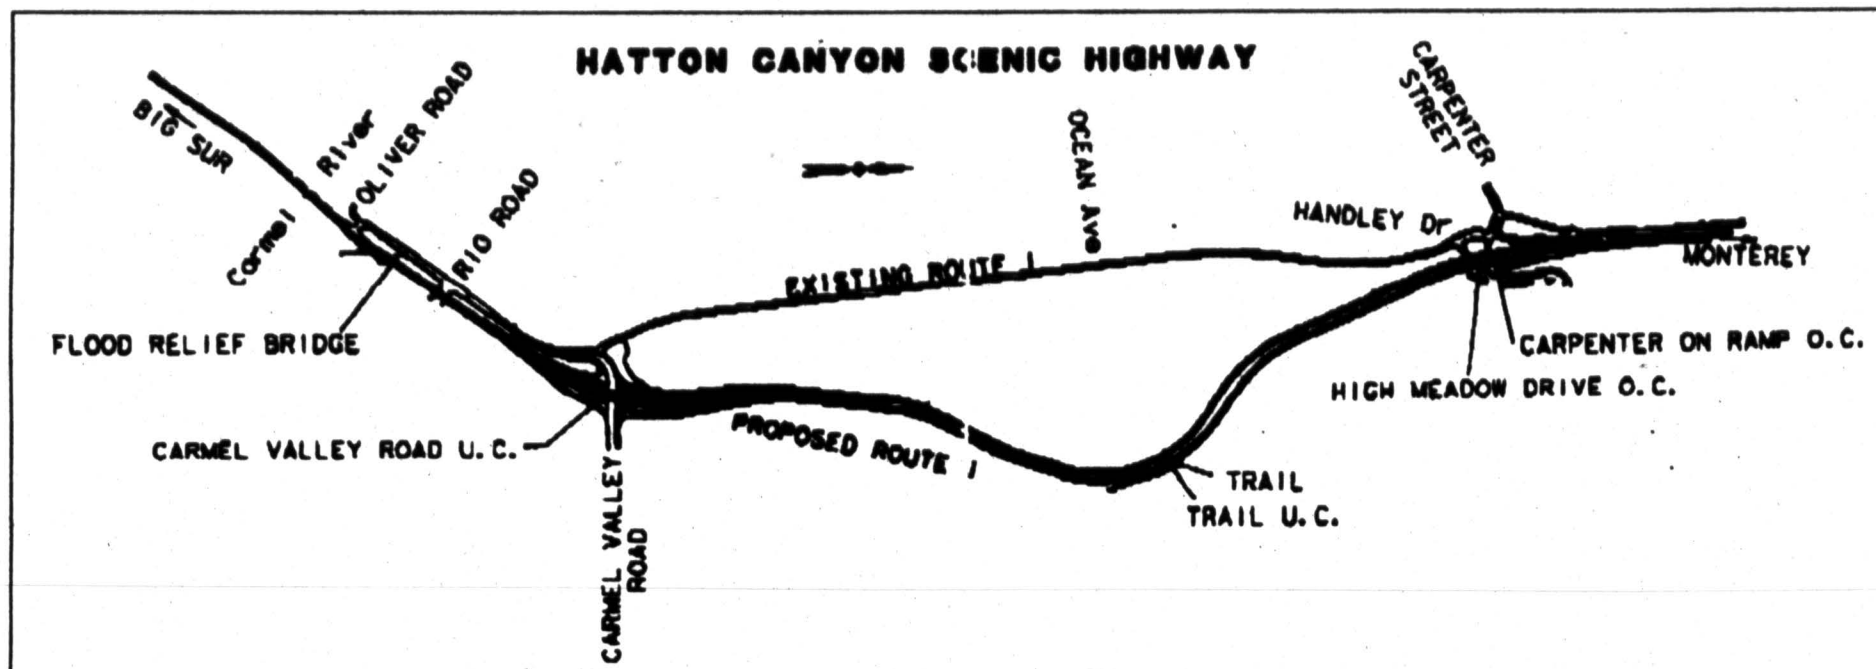 HATTON CANYON SCENIC HIGHWAY
BIG SUR
River
OLIVER ROAD
Carmel
RIO ROAD
OCEAN Ave
CARPENTER
STREET
HANDLEY Dr
EXISTING ROUTE 1
MONTEREY
FLOOD RELIEF BRIDGE
CARPENTER ON RAMP O.C.
HIGH MEADOW DRIVE O.C.
CARMEL VALLEY ROAD U.C.
PROPOSED ROUTE 1
TRAIL
TRAIL U.C.
CARMEL VALLEY
ROAD